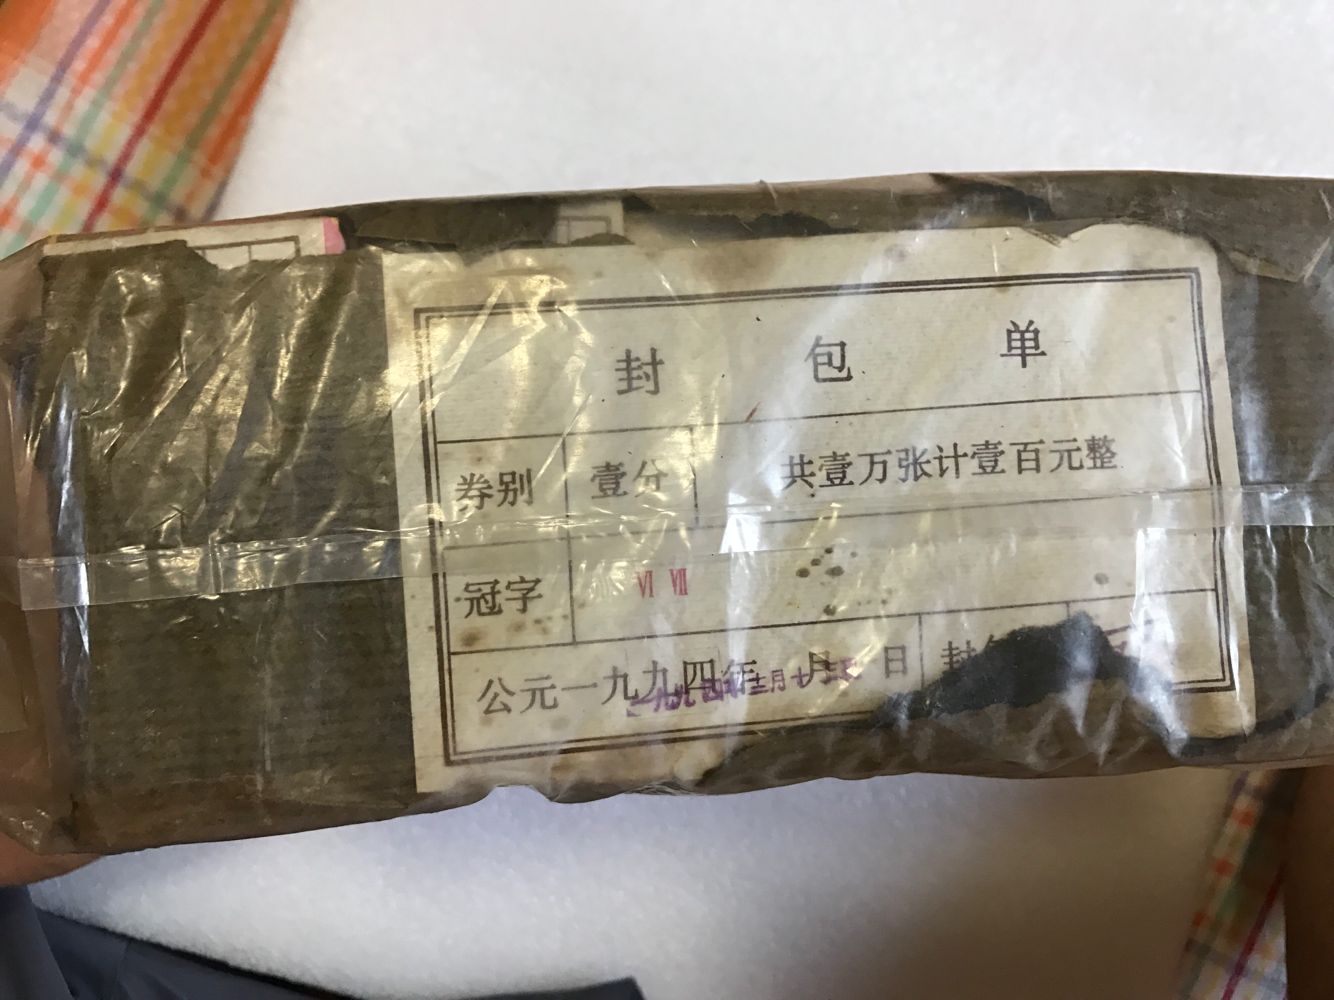 封包单
券别 壹分 共壹万张计壹百元整
冠字 Ⅵ Ⅶ
公元一九九四年 月 日 封